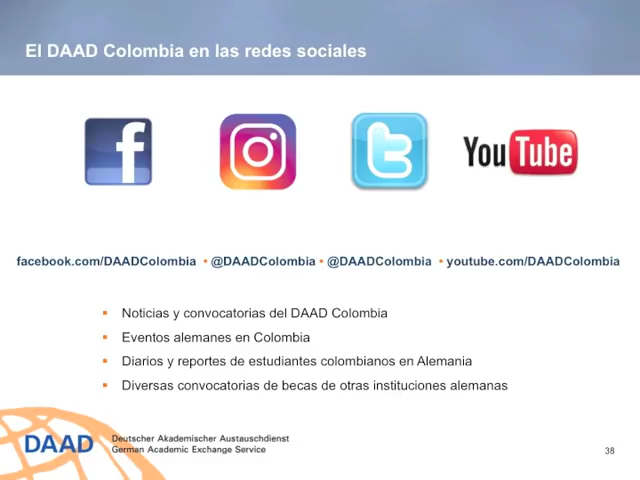 El DAAD Colombia en las redes sociales
f
t
You Tube
facebook.com/DAADColombia • @DAADColombia • @DAADColombia • youtube.com/DAADColombia
▪ Noticias y convocatorias del DAAD Colombia
▪ Eventos alemanes en Colombia
▪ Diarios y reportes de estudiantes colombianos en Alemania
▪ Diversas convocatorias de becas de otras instituciones alemanas
DAAD
Deutscher Akademischer Austauschdienst
German Academic Exchange Service
38